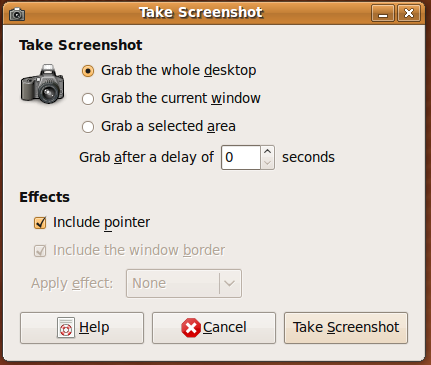 Take Screenshot
Take Screenshot
Grab the whole desktop
Grab the current window
Grab a selected area
Grab after a delay of 0 seconds
Effects
Include pointer
Include the window border
Apply effect: None
Help Cancel Take Screenshot